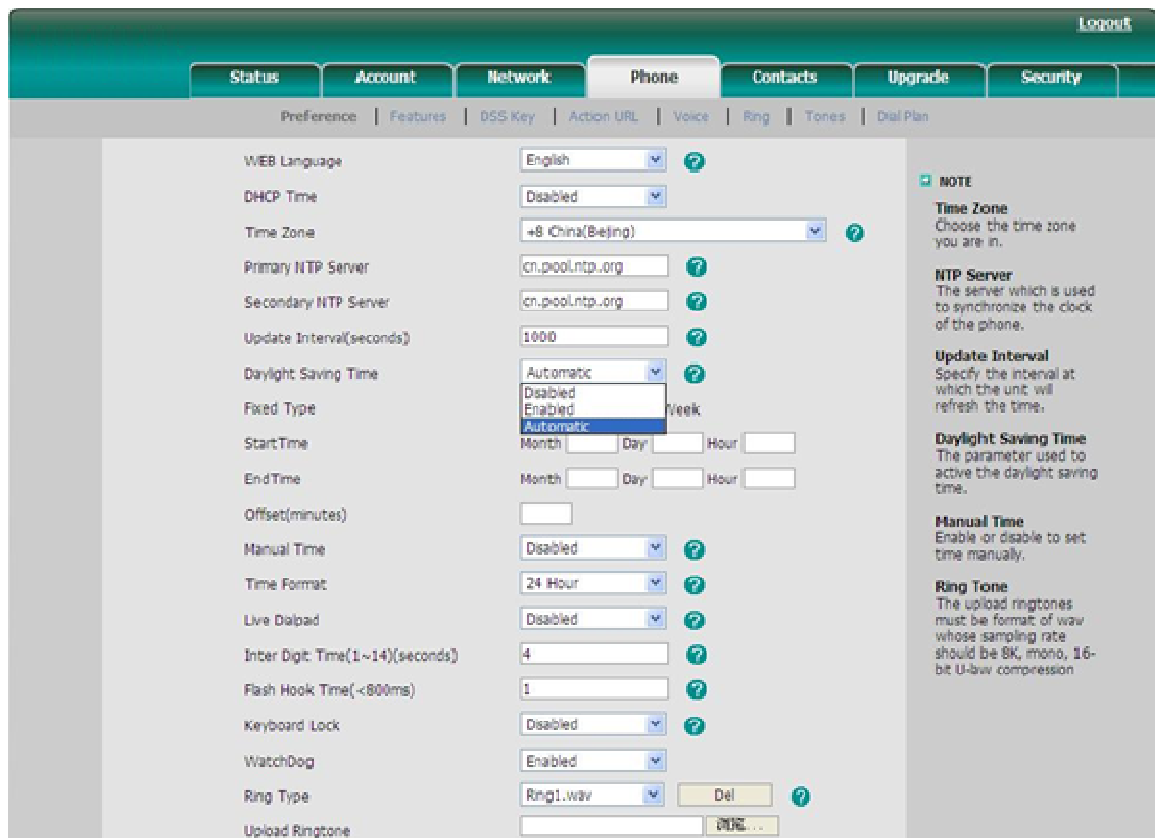 Logout
Status Account Network Phone Contacts Upgrade Security
Preference | Features | DSS Key | Action URL | Voice | Ring | Tones | Dial Plan
WEB Language English
DHCP Time Disabled
Time Zone +8 China(Beijing)
Primary NTP Server cn.pool.ntp.org
Secondary NTP Server cn.pool.ntp.org
Update Interval(seconds) 1000
Daylight Saving Time Automatic
Disabled
Fixed Type Enabled Week
Automatic
StartTime Month Day Hour
EndTime Month Day Hour
Offset(minutes)
Manual Time Disabled
Time Format 24 Hour
Live Dialpad Disabled
Inter Digit Time(1~14)(seconds) 4
Flash Hook Time(<800ms) 1
Keyboard Lock Disabled
WatchDog Enabled
Ring Type Ring1.wav Del
Upload Ringtone
NOTE
Time Zone
Choose the time zone
you are in.
NTP Server
The server which is used
to synchronize the clock
of the phone.
Update Interval
Specify the interval at
which the unit will
refresh the time.
Daylight Saving Time
The parameter used to
active the daylight saving
time.
Manual Time
Enable or disable to set
time manually.
Ring Tone
The upload ringtones
must be format of wav
whose sampling rate
should be 8K, mono, 16-
bit U-law compression